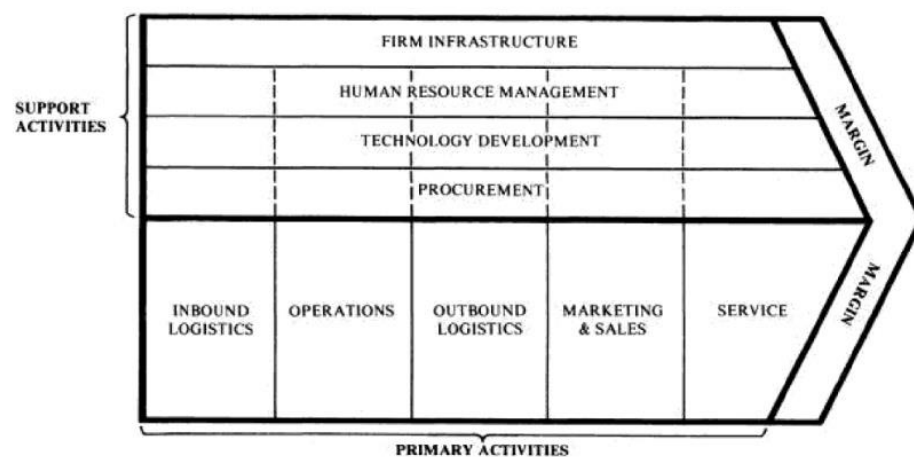 FIRM INFRASTRUCTURE
HUMAN RESOURCE MANAGEMENT
SUPPORT
ACTIVITIES
TECHNOLOGY DEVELOPMENT
PROCUREMENT
MARGIN
MARGIN
INBOUND
LOGISTICS
OPERATIONS
OUTBOUND
LOGISTICS
MARKETING
& SALES
SERVICE
PRIMARY ACTIVITIES